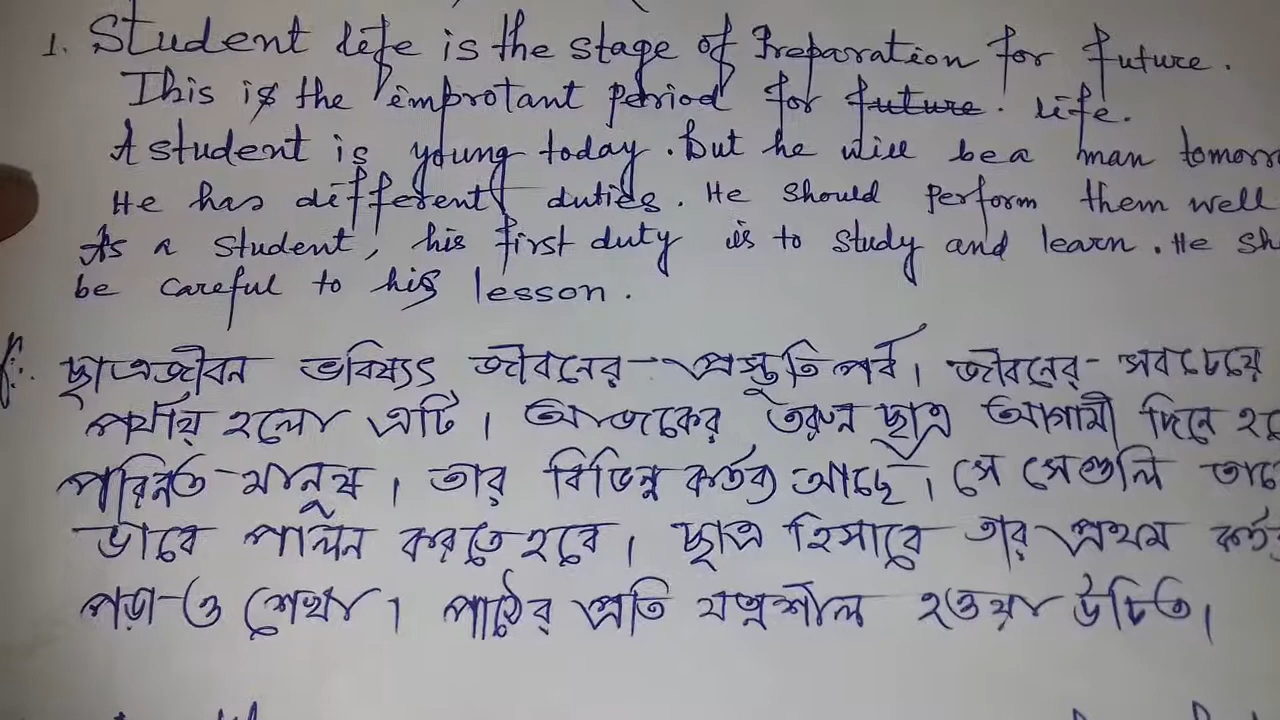 1. Student life is the stage of Preparation for future.
This is the improtant period for future. life.
A student is young today. But he will be a man tomorr
He has different duties. He should perform them well
As a student, his first duty is to study and learn. He sh
be careful to his lesson.
ছাত্রজীবন ভবিষ্যৎ জীবনের প্রস্তুতি পর্ব। জীবনের সবচেয়ে
পর্যায় হলো এটি। আজকের তরুন ছাত্র আগামী দিনে হ
পরিনত মানুষ। তার বিভিন্ন কর্তব্য আছে। সে সেগুলি
ভাবে পালন করতে হবে। ছাত্র হিসাবে তার প্রথম কর্ত
পড়া ও শেখা। পাঠের প্রতি যত্নশীল হওয়া উচিত।